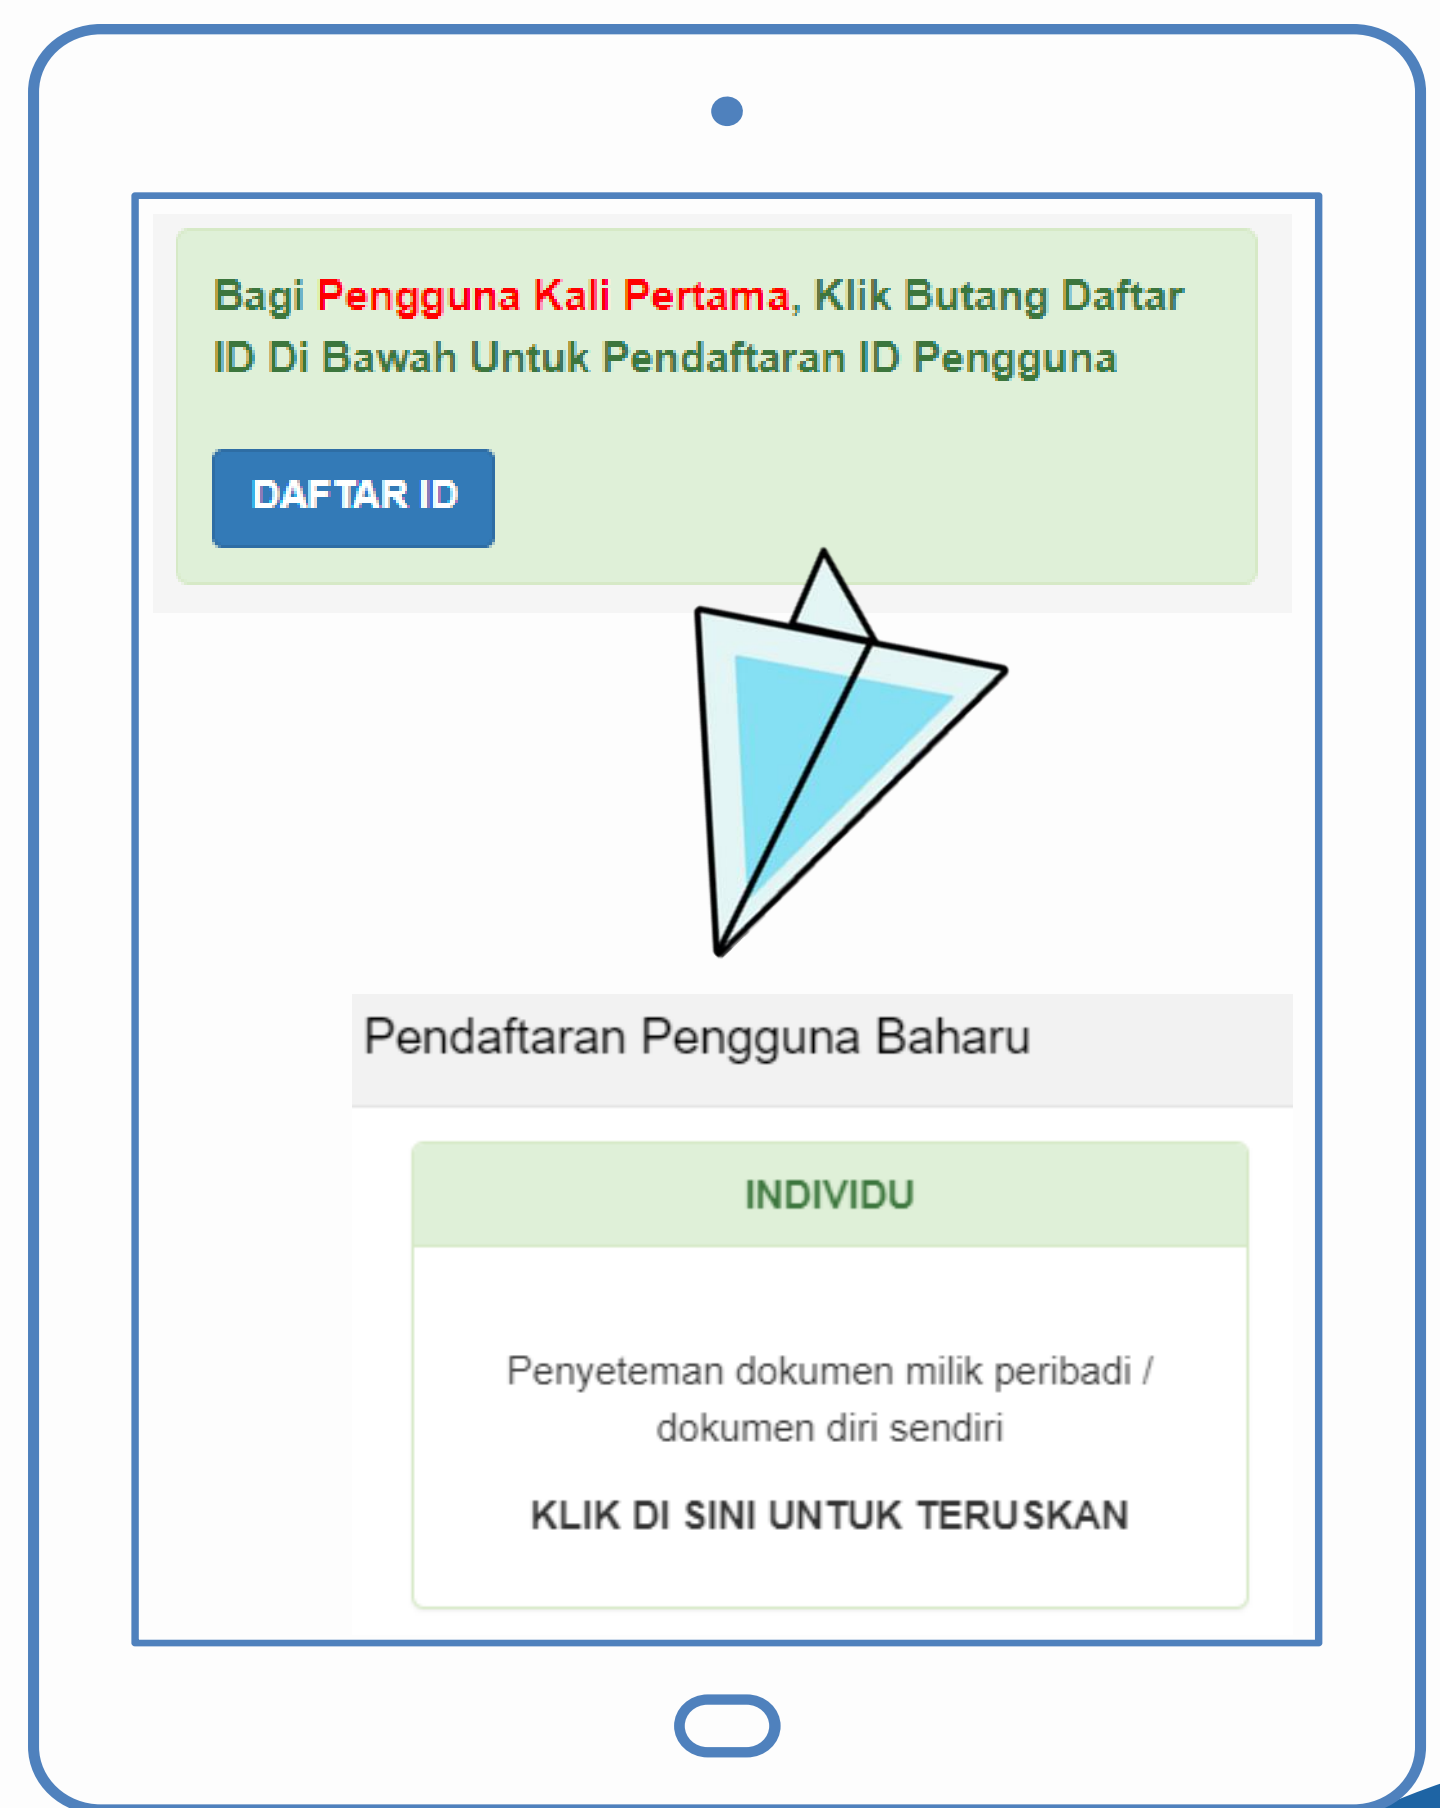 Bagi Pengguna Kali Pertama, Klik Butang Daftar
ID Di Bawah Untuk Pendaftaran ID Pengguna
DAFTAR ID
Pendaftaran Pengguna Baharu
INDIVIDU
Penyeteman dokumen milik peribadi /
dokumen diri sendiri
KLIK DI SINI UNTUK TERUSKAN